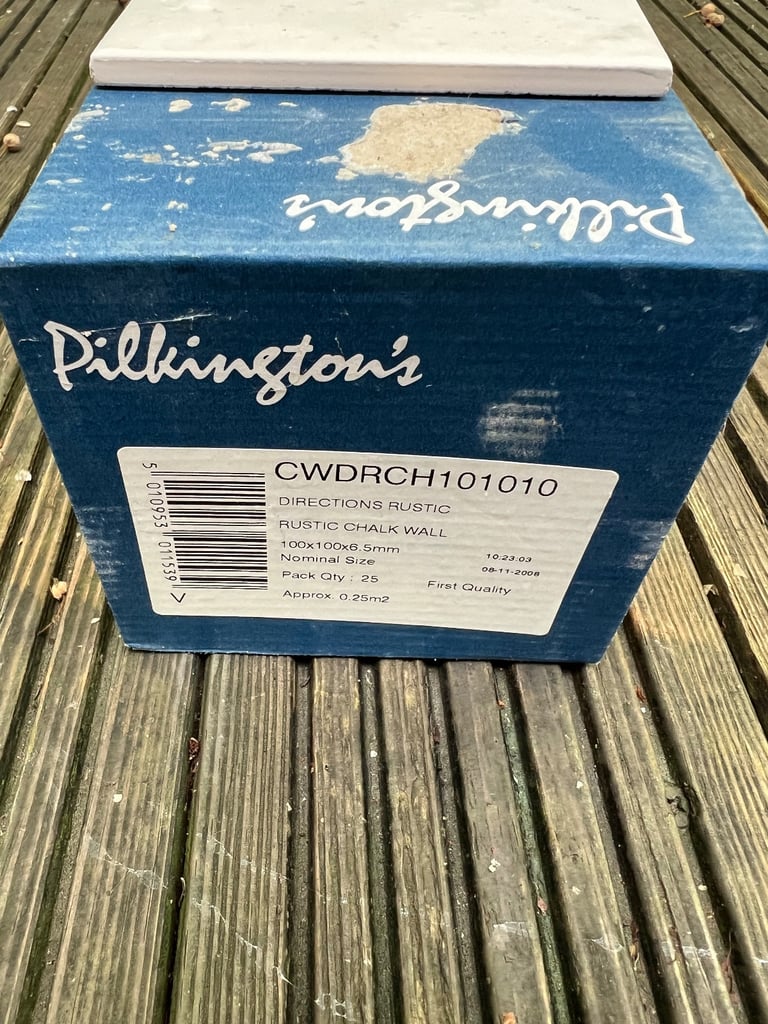 Pilkington's
Pilkington's
CWDRCH101010
DIRECTIONS RUSTIC
RUSTIC CHALK WALL
100x100x6.5mm
Nominal Size
Pack Qty : 25
Approx. 0.25m2
10:23:03
08-11-2008
First Quality
5 010953 011539 >